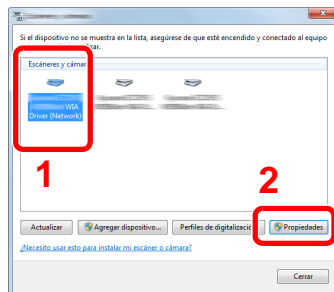 Si el dispositivo no se muestra en la lista, asegúrese de que esté encendido y conectado al equipo
Escáneres y cámar
WIA
Driver (Network)
1
2
Actualizar
Agregar dispositivo...
Perfiles de digitalizació
Propiedades
¿Necesito usar esto para instalar mi escáner o cámara?
Cerrar